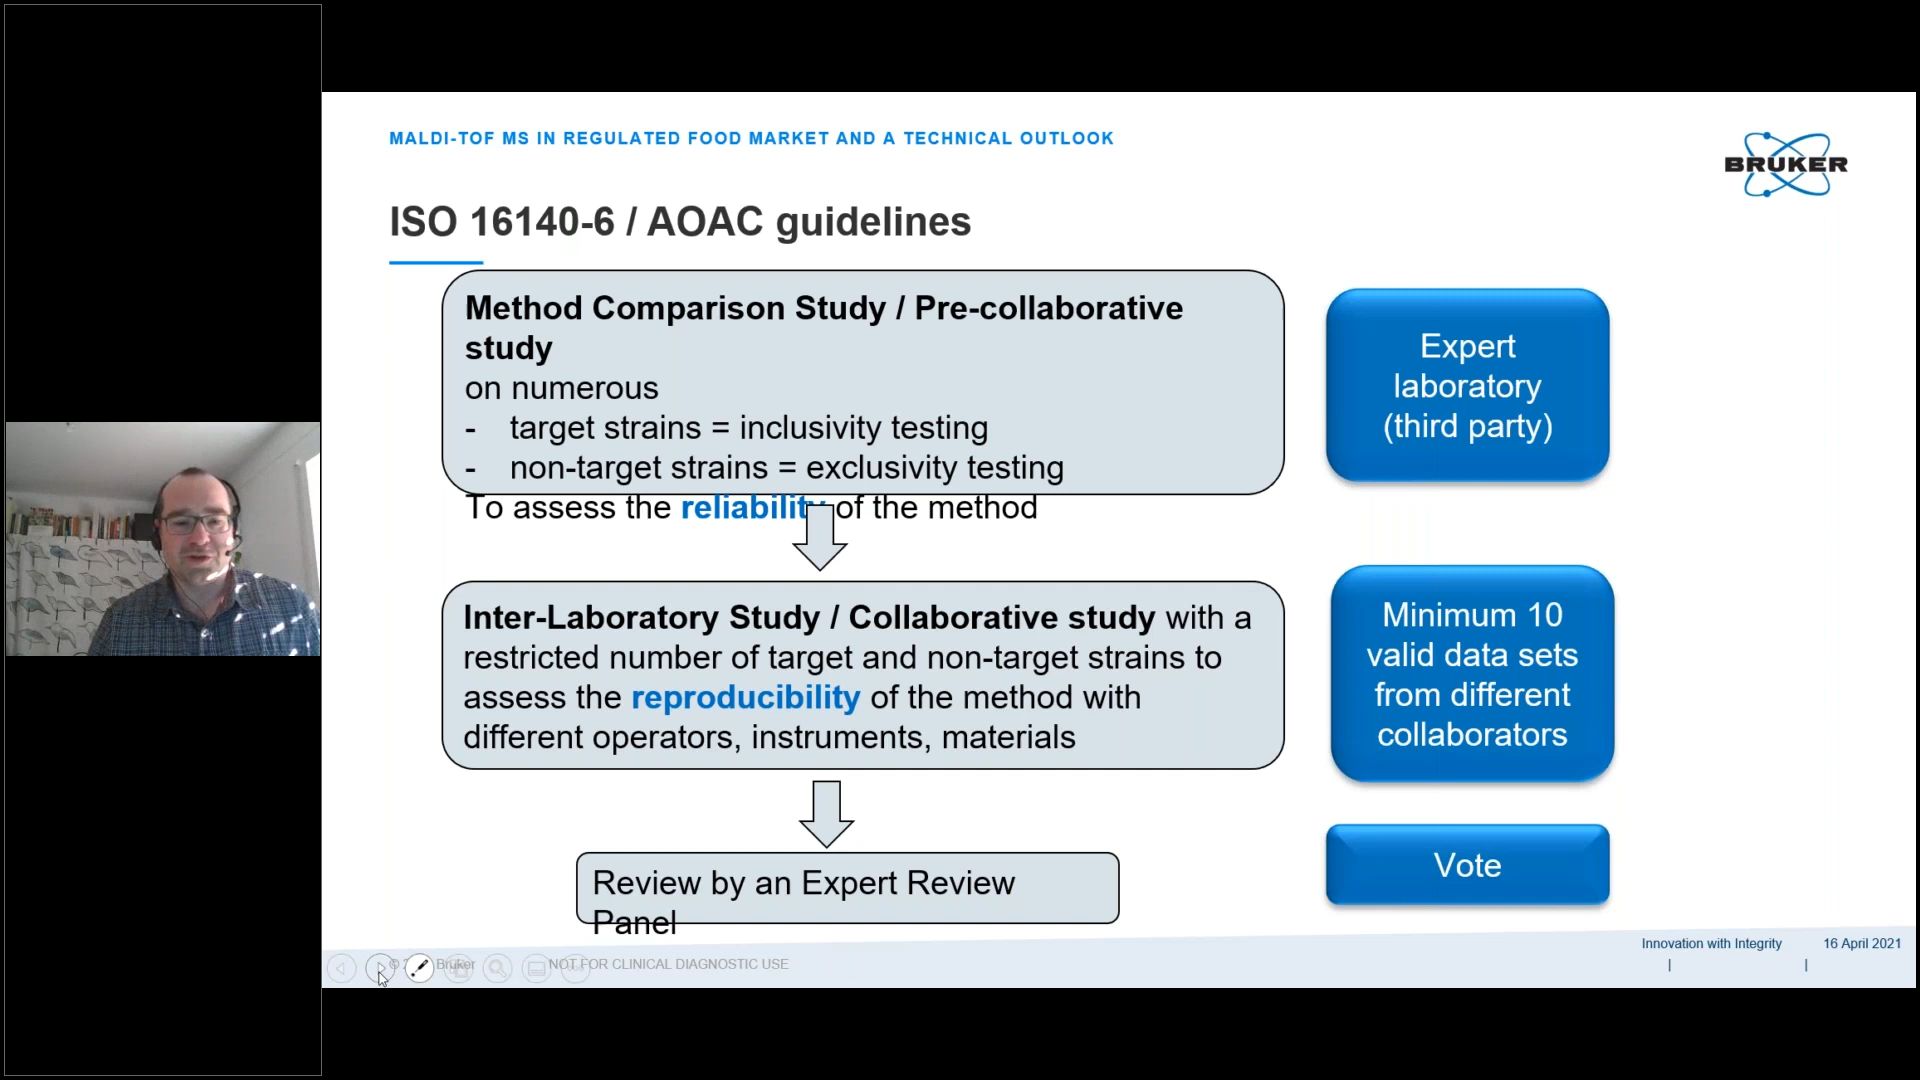 MALDI-TOF MS IN REGULATED FOOD MARKET AND A TECHNICAL OUTLOOK
BRUKER
ISO 16140-6 / AOAC guidelines
Method Comparison Study / Pre-collaborative
study
on numerous
- target strains = inclusivity testing
- non-target strains = exclusivity testing
To assess the reliability of the method
Expert
laboratory
(third party)
Inter-Laboratory Study / Collaborative study with a
restricted number of target and non-target strains to
assess the reproducibility of the method with
different operators, instruments, materials
Minimum 10
valid data sets
from different
collaborators
Review by an Expert Review
Panel
Vote
Innovation with Integrity
16 April 2021
| |
© Bruker
NOT FOR CLINICAL DIAGNOSTIC USE